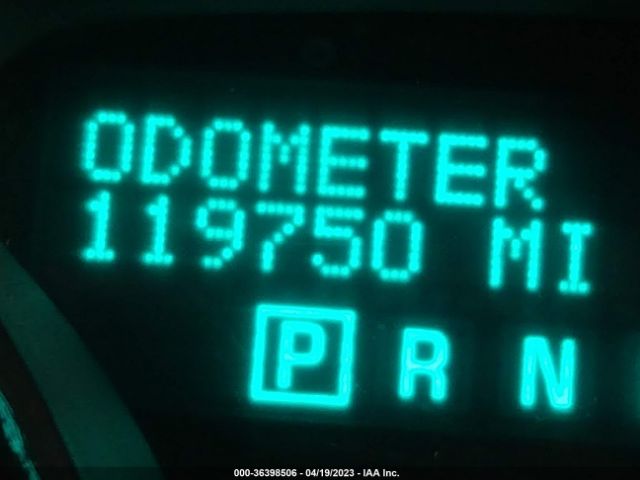 ODOMETER
119750 MI
P R N
000-36398506 - 04/19/2023 - IAA Inc.